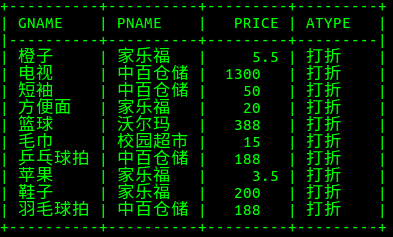 GNAME PNAME PRICE ATYPE
橙子 家乐福 5.5 打折
电视 中百仓储 1300 打折
短袖 中百仓储 50 打折
方便面 家乐福 20 打折
篮球 沃尔玛 388 打折
毛巾 校园超市 15 打折
乒乓球拍 中百仓储 188 打折
苹果 家乐福 3.5 打折
鞋子 家乐福 200 打折
羽毛球拍 中百仓储 188 打折